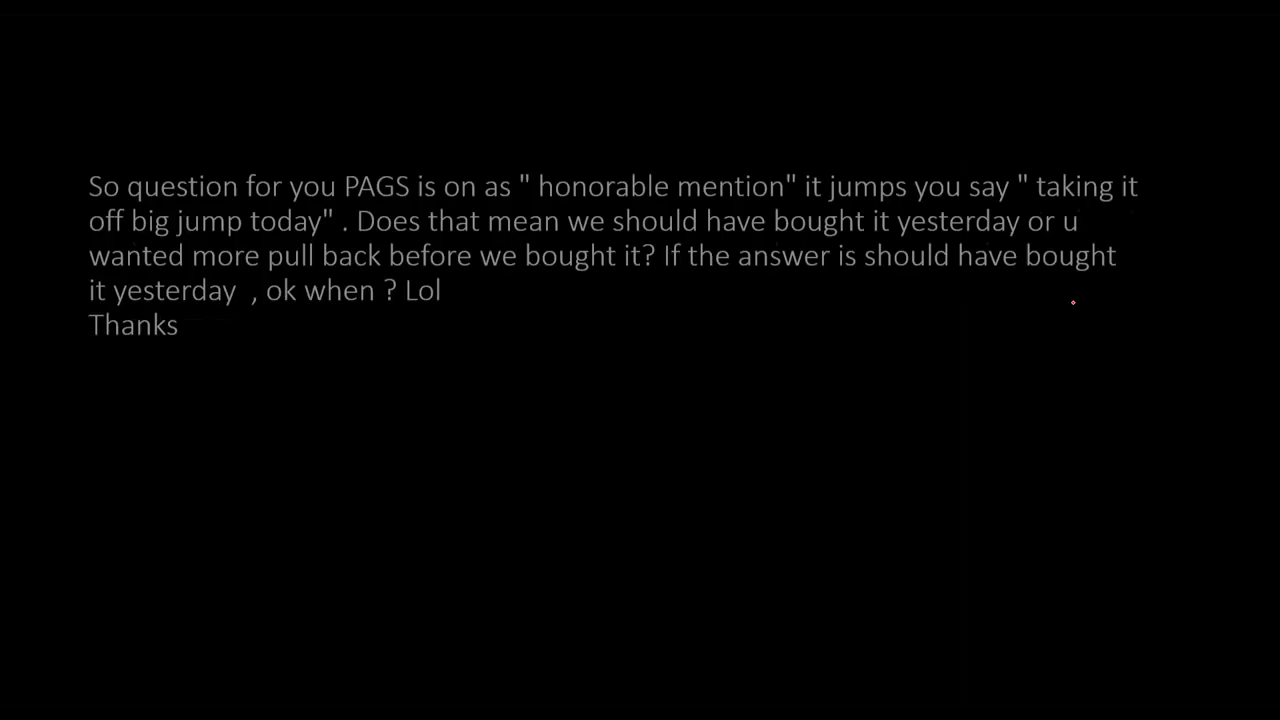 So question for you PAGS is on as " honorable mention" it jumps you say " taking it
off big jump today" . Does that mean we should have bought it yesterday or u
wanted more pull back before we bought it? If the answer is should have bought
it yesterday  , ok when ? Lol
Thanks